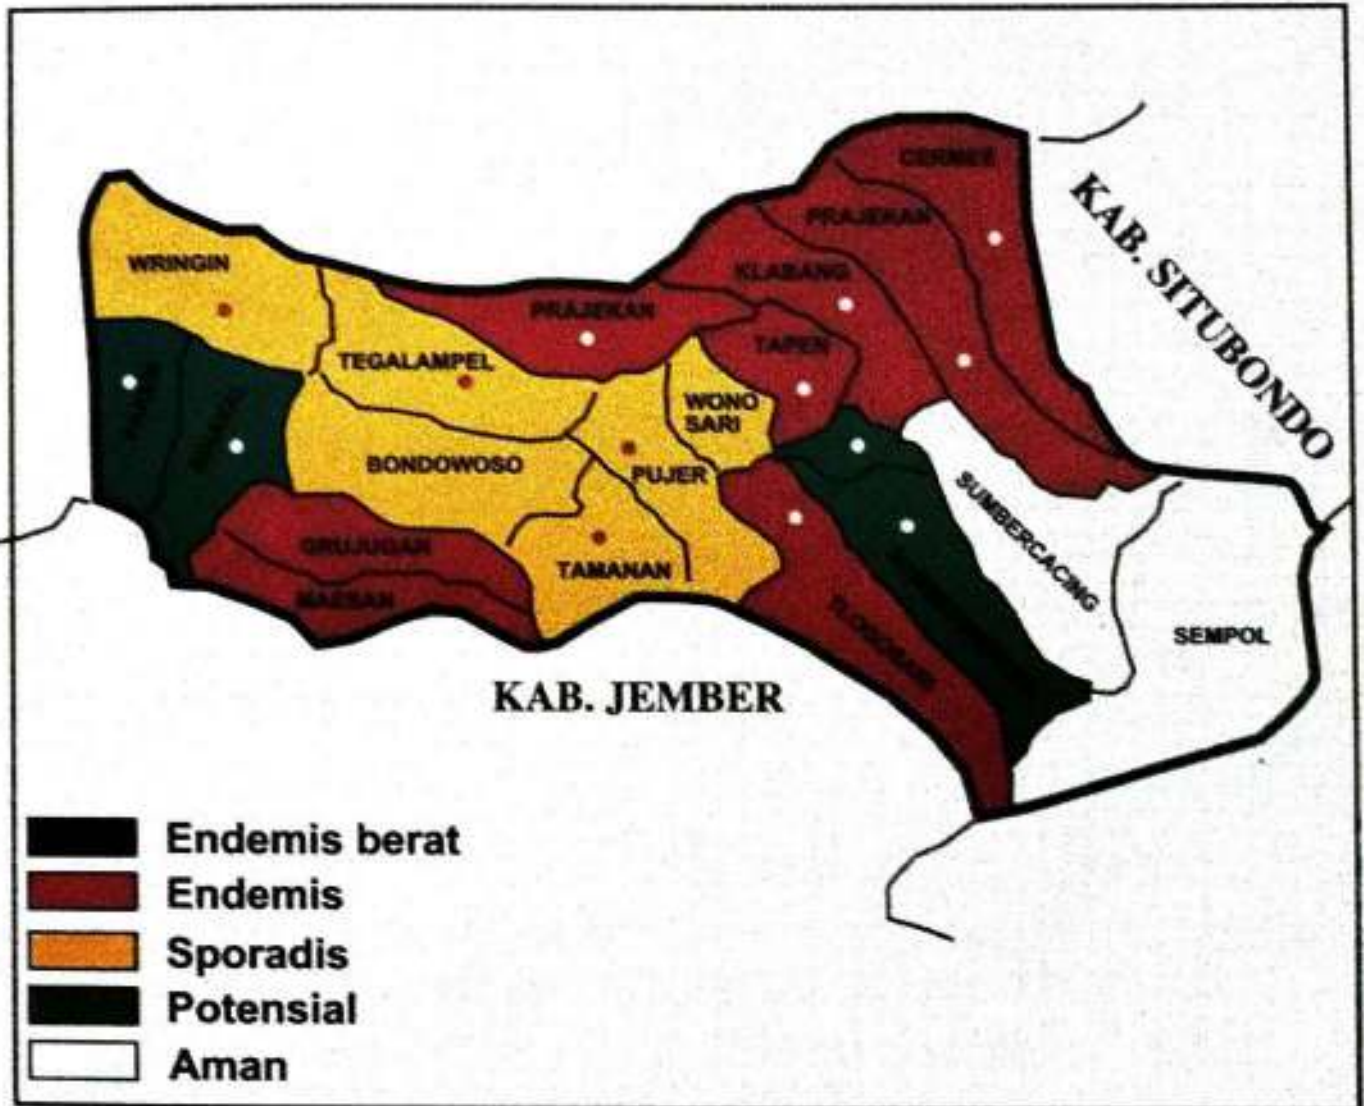 CERMEE
KAB. SITUBONDO
PRAJEKAN
WRINGIN
KLABANG
PRAJEKAN
TAPEN
TEGALAMPEL
WONO
SARI
BONDOWOSO
PUJER
SUMBERCACING
GRUJUGAN
TAMANAN
MAESAN
TLOGOSARI
SEMPOL
KAB. JEMBER
Endemis berat
Endemis
Sporadis
Potensial
Aman